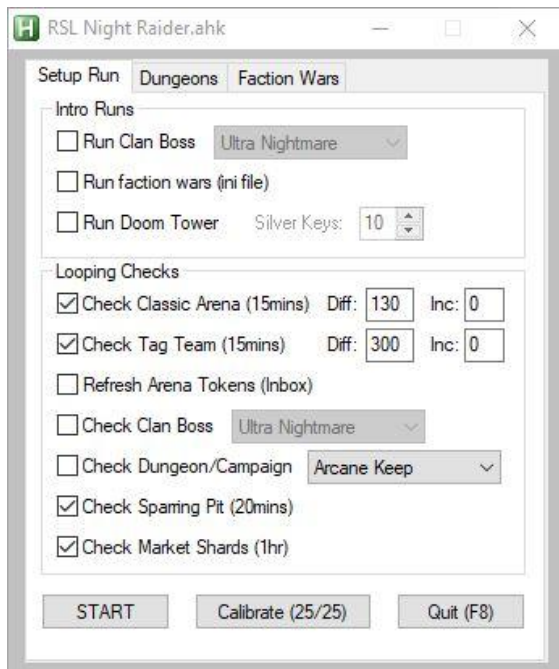 H RSL Night Raider.ahk
Setup Run Dungeons Faction Wars
Intro Runs
Run Clan Boss Ultra Nightmare
Run faction wars (ini file)
Run Doom Tower Silver Keys: 10
Looping Checks
Check Classic Arena (15mins) Diff: 130 Inc: 0
Check Tag Team (15mins) Diff: 300 Inc: 0
Refresh Arena Tokens (Inbox)
Check Clan Boss Ultra Nightmare
Check Dungeon/Campaign Arcane Keep
Check Sparring Pit (20mins)
Check Market Shards (1hr)
START Calibrate (25/25) Quit (F8)